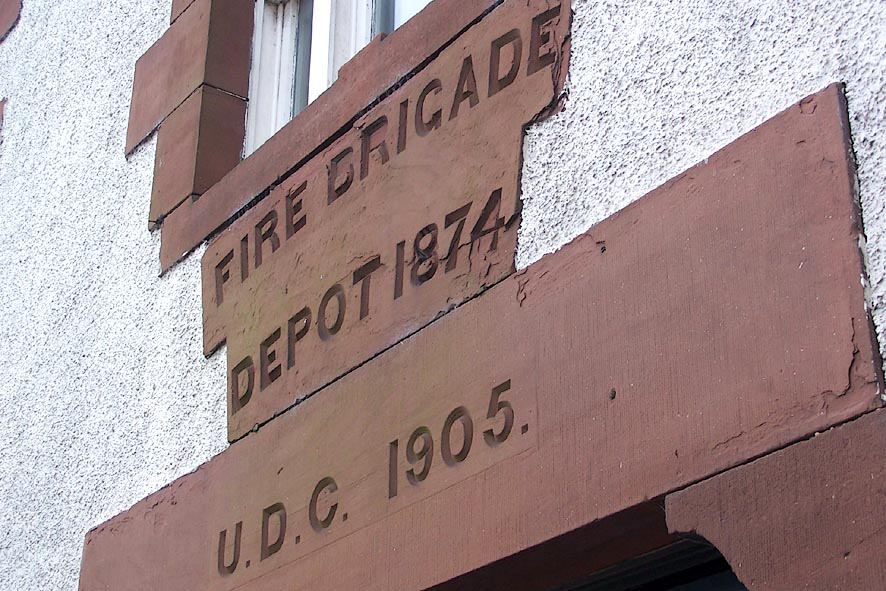 FIRE BRIGADE
DEPOT 1874
U.D.C. 1905.